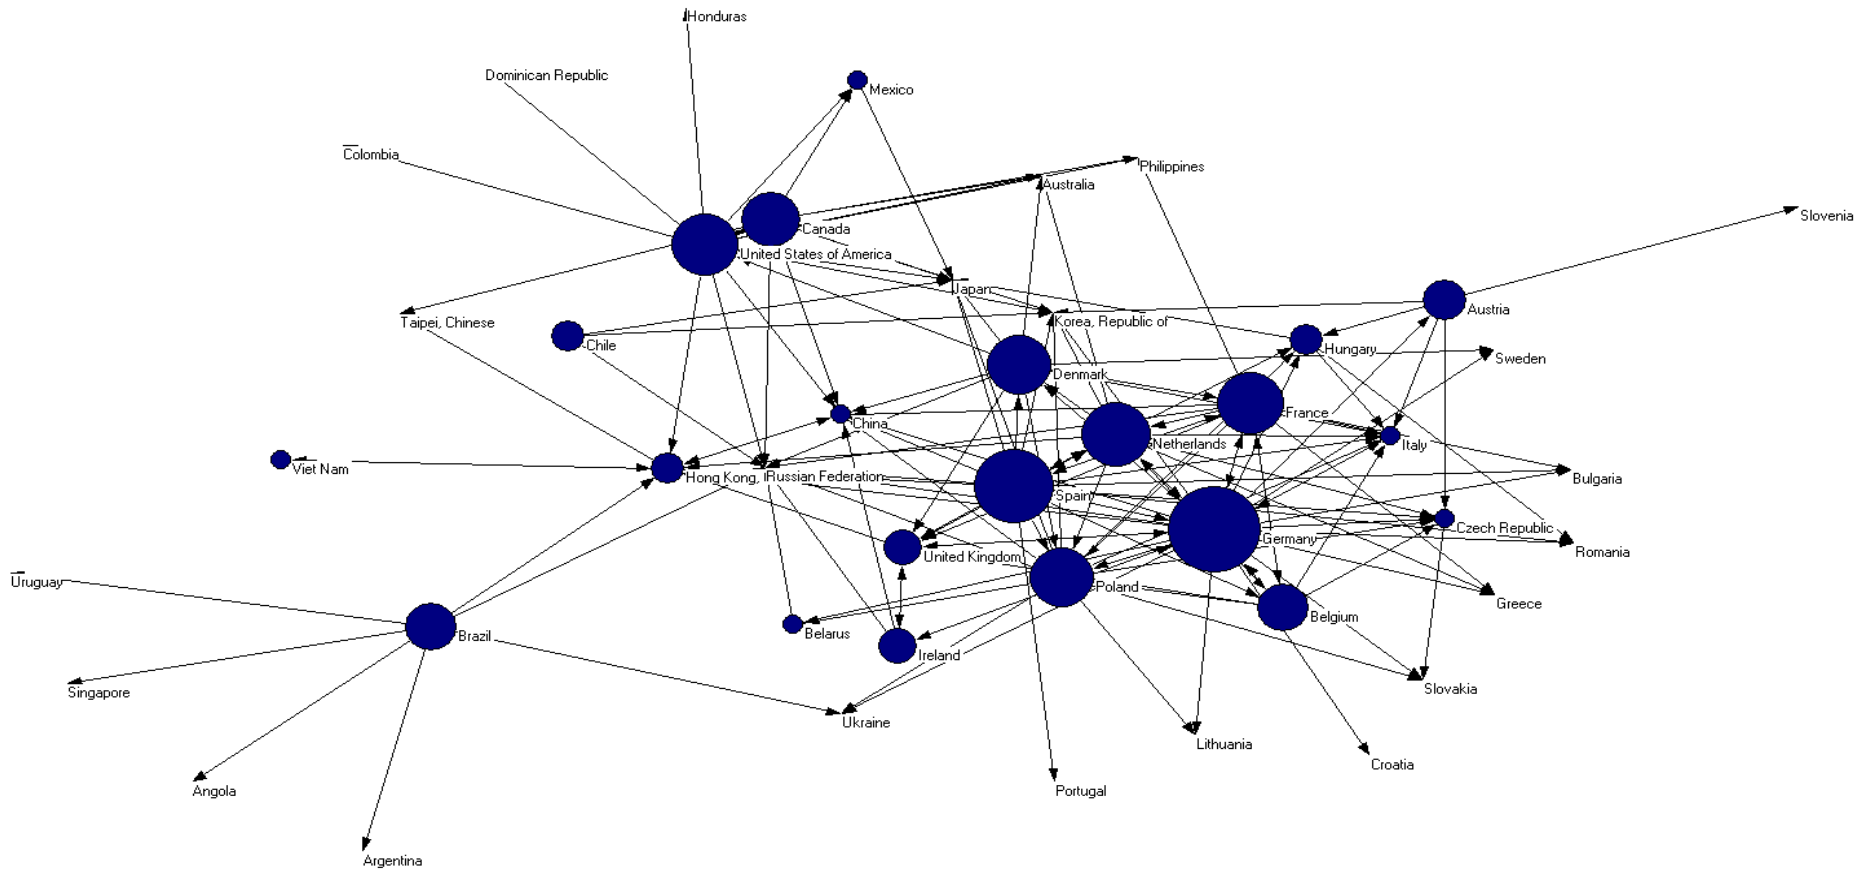 Honduras
Dominican Republic
Mexico
Colombia
Philippines
Australia
Slovenia
Canada
United States of America
Japan
Austria
Taipei, Chinese
Korea, Republic of
Chile
Hungary
Sweden
Denmark
France
China
Netherlands
Italy
Viet Nam
Hong Kong,
Russian Federation
Bulgaria
Spain
Czech Republic
Germany
Romania
United Kingdom
Uruguay
Poland
Greece
Belgium
Belarus
Brazil
Ireland
Singapore
Slovakia
Ukraine
Lithuania
Croatia
Angola
Portugal
Argentina